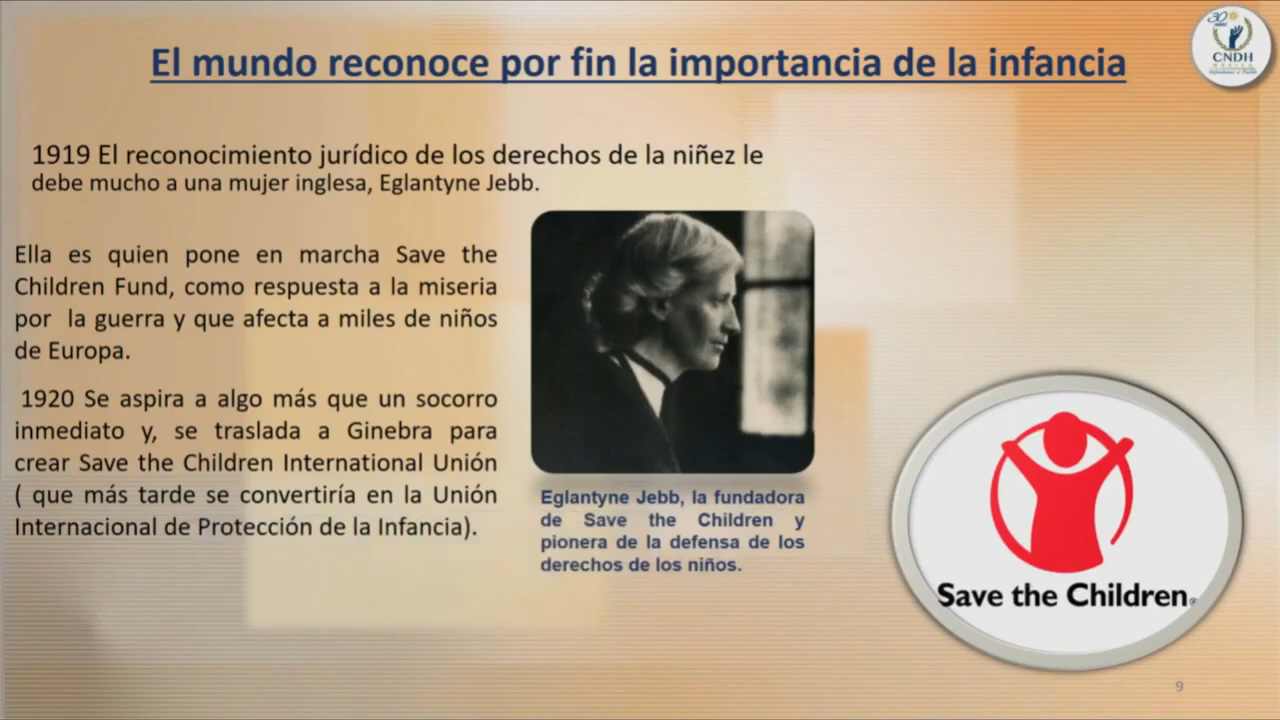 El mundo reconoce por fin la importancia de la infancia
30
CNDH
MÉXICO
1919 El reconocimiento jurídico de los derechos de la niñez le
debe mucho a una mujer inglesa, Eglantyne Jebb.
Ella es quien pone en marcha Save the
Children Fund, como respuesta a la miseria
por la guerra y que afecta a miles de niños
de Europa.
1920 Se aspira a algo más que un socorro
inmediato y, se traslada a Ginebra para
crear Save the Children International Unión
( que más tarde se convertiría en la Unión
Internacional de Protección de la Infancia).
Eglantyne Jebb, la fundadora
de Save the Children y
pionera de la defensa de los
derechos de los niños.
Save the Children®
9